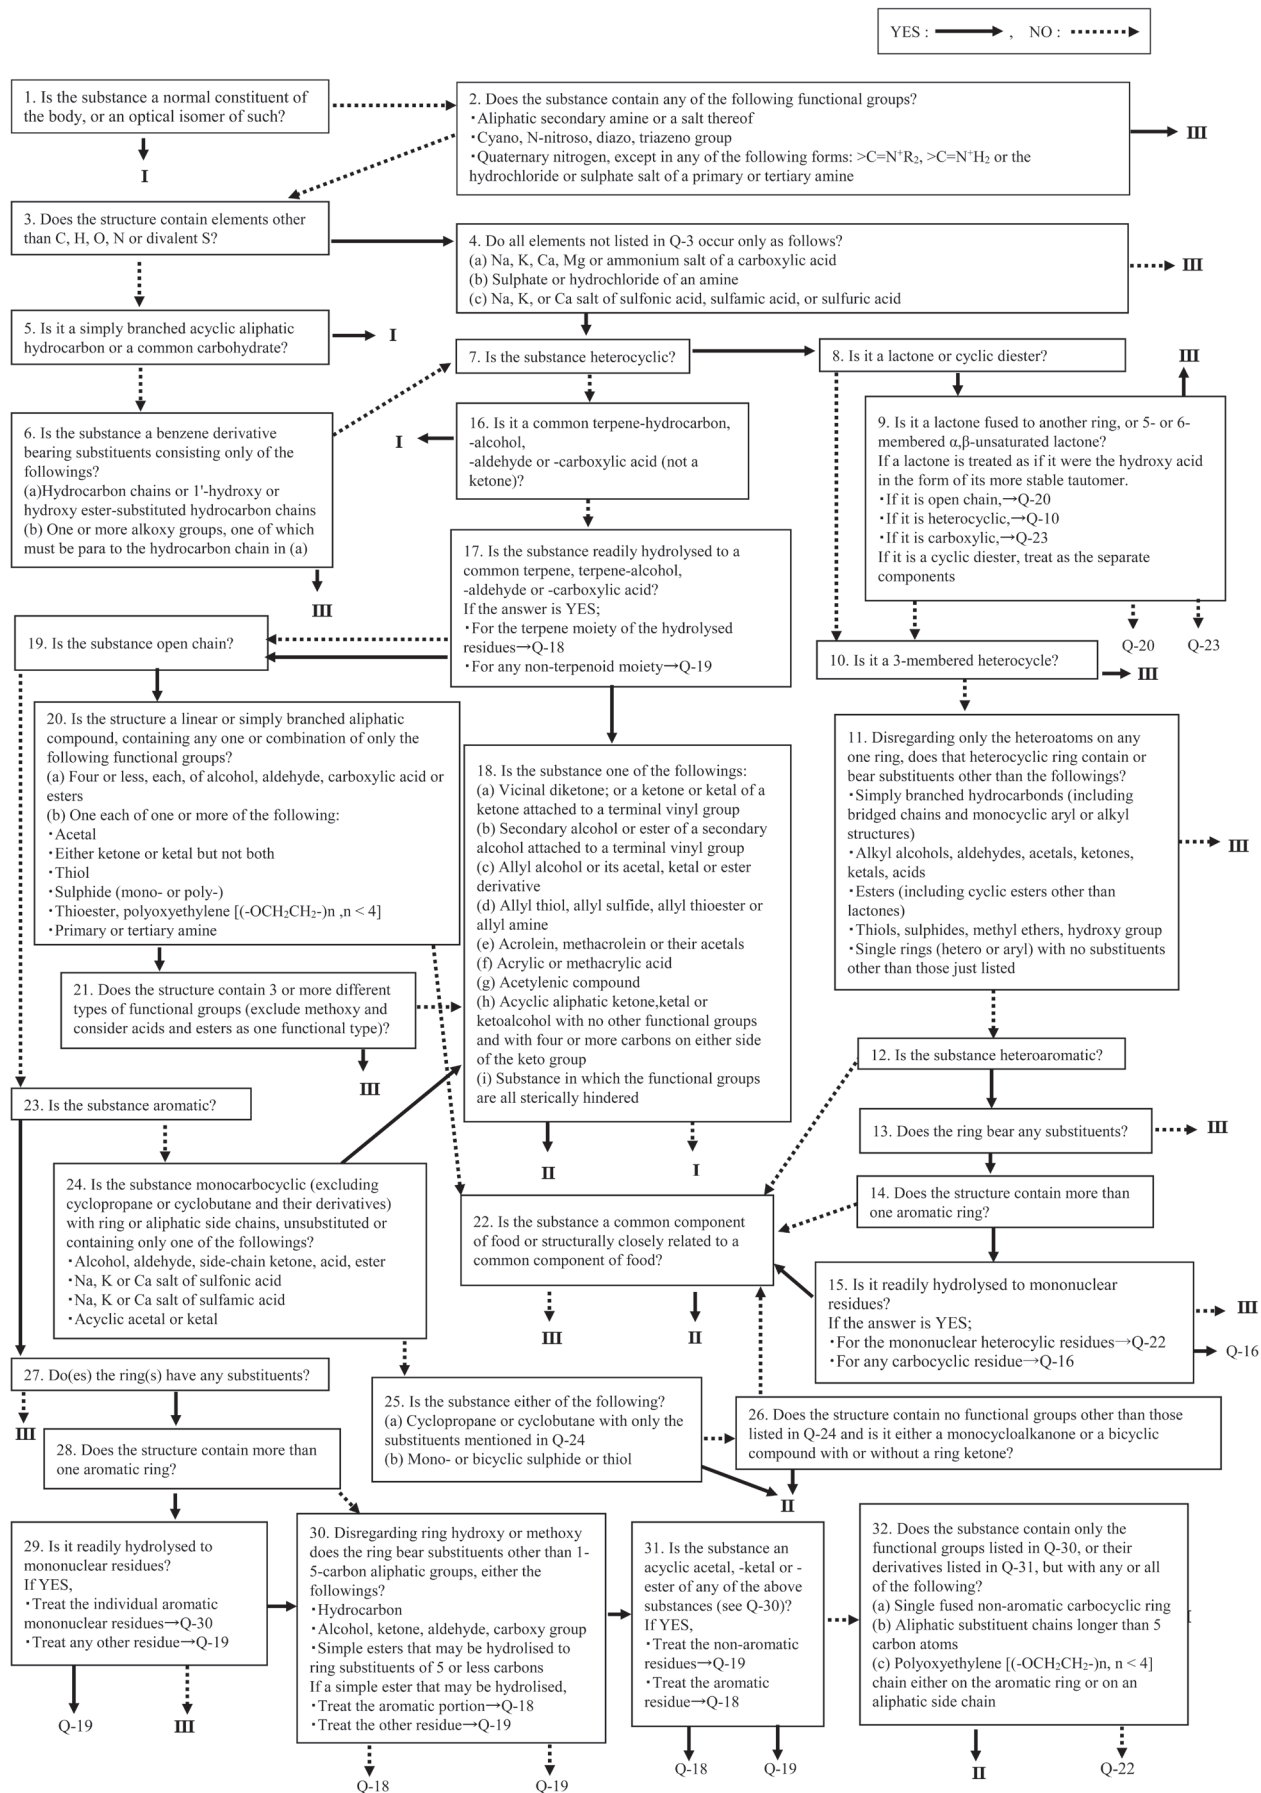 YES : , NO :
1. Is the substance a normal constituent of
the body, or an optical isomer of such?
I
2. Does the substance contain any of the following functional groups?
・Aliphatic secondary amine or a salt thereof
・Cyano, N-nitroso, diazo, triazeno group
・Quaternary nitrogen, except in any of the following forms: >C=N⁺R₂, >C=N⁺H₂ or the
hydrochloride or sulphate salt of a primary or tertiary amine
III
3. Does the structure contain elements other
than C, H, O, N or divalent S?
4. Do all elements not listed in Q-3 occur only as follows?
(a) Na, K, Ca, Mg or ammonium salt of a carboxylic acid
(b) Sulphate or hydrochloride of an amine
(c) Na, K, or Ca salt of sulfonic acid, sulfamic acid, or sulfuric acid
III
5. Is it a simply branched acyclic aliphatic
hydrocarbon or a common carbohydrate?
I
6. Is the substance a benzene derivative
bearing substituents consisting only of the
followings?
(a)Hydrocarbon chains or 1'-hydroxy or
hydroxy ester-substituted hydrocarbon chains
(b) One or more alkoxy groups, one of which
must be para to the hydrocarbon chain in (a)
III
7. Is the substance heterocyclic?
8. Is it a lactone or cyclic diester?
III
9. Is it a lactone fused to another ring, or 5- or 6-
membered α,β-unsaturated lactone?
If a lactone is treated as if it were the hydroxy acid
in the form of its more stable tautomer.
・If it is open chain,→Q-20
・If it is heterocyclic,→Q-10
・If it is carboxylic,→Q-23
If it is a cyclic diester, treat as the separate
components
Q-20
Q-23
10. Is it a 3-membered heterocycle?
III
11. Disregarding only the heteroatoms on any
one ring, does that heterocyclic ring contain or
bear substituents other than the followings?
・Simply branched hydrocarbonds (including
bridged chains and monocyclic aryl or alkyl
structures)
・Alkyl alcohols, aldehydes, acetals, ketones,
ketals, acids
・Esters (including cyclic esters other than
lactones)
・Thiols, sulphides, methyl ethers, hydroxy group
・Single rings (hetero or aryl) with no substituents
other than those just listed
III
12. Is the substance heteroaromatic?
13. Does the ring bear any substituents?
III
14. Does the structure contain more than
one aromatic ring?
15. Is it readily hydrolysed to mononuclear
residues?
If the answer is YES;
・For the mononuclear heterocylic residues→Q-22
・For any carbocyclic residue→Q-16
III
Q-16
16. Is it a common terpene-hydrocarbon,
-alcohol,
-aldehyde or -carboxylic acid (not a
ketone)?
I
17. Is the substance readily hydrolysed to a
common terpene, terpene-alcohol,
-aldehyde or -carboxylic acid?
If the answer is YES;
・For the terpene moiety of the hydrolysed
residues→Q-18
・For any non-terpenoid moiety→Q-19
18. Is the substance one of the followings:
(a) Vicinal diketone; or a ketone or ketal of a
ketone attached to a terminal vinyl group
(b) Secondary alcohol or ester of a secondary
alcohol attached to a terminal vinyl group
(c) Allyl alcohol or its acetal, ketal or ester
derivative
(d) Allyl thiol, allyl sulfide, allyl thioester or
allyl amine
(e) Acrolein, methacrolein or their acetals
(f) Acrylic or methacrylic acid
(g) Acetylenic compound
(h) Acyclic aliphatic ketone,ketal or
ketoalcohol with no other functional groups
and with four or more carbons on either side
of the keto group
(i) Substance in which the functional groups
are all sterically hindered
II
I
19. Is the substance open chain?
20. Is the structure a linear or simply branched aliphatic
compound, containing any one or combination of only the
following functional groups?
(a) Four or less, each, of alcohol, aldehyde, carboxylic acid or
esters
(b) One each of one or more of the following:
・Acetal
・Either ketone or ketal but not both
・Thiol
・Sulphide (mono- or poly-)
・Thioester, polyoxyethylene [(-OCH₂CH₂-)n ,n < 4]
・Primary or tertiary amine
21. Does the structure contain 3 or more different
types of functional groups (exclude methoxy and
consider acids and esters as one functional type)?
III
22. Is the substance a common component
of food or structurally closely related to a
common component of food?
III
II
23. Is the substance aromatic?
24. Is the substance monocarbocyclic (excluding
cyclopropane or cyclobutane and their derivatives)
with ring or aliphatic side chains, unsubstituted or
containing only one of the followings?
・Alcohol, aldehyde, side-chain ketone, acid, ester
・Na, K or Ca salt of sulfonic acid
・Na, K or Ca salt of sulfamic acid
・Acyclic acetal or ketal
25. Is the substance either of the following?
(a) Cyclopropane or cyclobutane with only the
substituents mentioned in Q-24
(b) Mono- or bicyclic sulphide or thiol
26. Does the structure contain no functional groups other than those
listed in Q-24 and is it either a monocycloalkanone or a bicyclic
compound with or without a ring ketone?
II
27. Do(es) the ring(s) have any substituents?
III
28. Does the structure contain more than
one aromatic ring?
29. Is it readily hydrolysed to
mononuclear residues?
If YES,
・Treat the individual aromatic
mononuclear residues→Q-30
・Treat any other residue→Q-19
Q-19
III
30. Disregarding ring hydroxy or methoxy
does the ring bear substituents other than 1-
5-carbon aliphatic groups, either the
followings?
・Hydrocarbon
・Alcohol, ketone, aldehyde, carboxy group
・Simple esters that may be hydrolised to
ring substituents of 5 or less carbons
If a simple ester that may be hydrolised,
・Treat the aromatic portion→Q-18
・Treat the other residue→Q-19
Q-18
Q-19
31. Is the substance an
acyclic acetal, -ketal or -
ester of any of the above
substances (see Q-30)?
If YES,
・Treat the non-aromatic
residues→Q-19
・Treat the aromatic
residue→Q-18
Q-18
Q-19
32. Does the substance contain only the
functional groups listed in Q-30, or their
derivatives listed in Q-31, but with any or all
of the following?
(a) Single fused non-aromatic carbocyclic ring
(b) Aliphatic substituent chains longer than 5
carbon atoms
(c) Polyoxyethylene [(-OCH₂CH₂-)n, n < 4]
chain either on the aromatic ring or on an
aliphatic side chain
II
Q-22